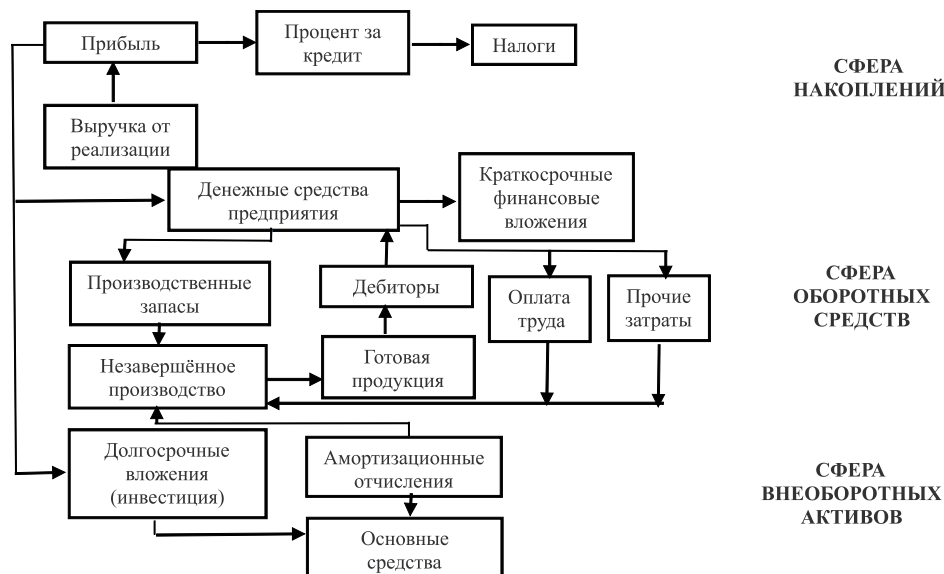 Прибыль
Процент за
кредит
Налоги
СФЕРА
НАКОПЛЕНИЙ
Выручка от
реализации
Денежные средства
предприятия
Краткосрочные
финансовые
вложения
Производственные
запасы
Дебиторы
Оплата
труда
Прочие
затраты
СФЕРА
ОБОРОТНЫХ
СРЕДСТВ
Незавершённое
производство
Готовая
продукция
Долгосрочные
вложения
(инвестиция)
Амортизационные
отчисления
СФЕРА
ВНЕОБОРОТНЫХ
АКТИВОВ
Основные
средства